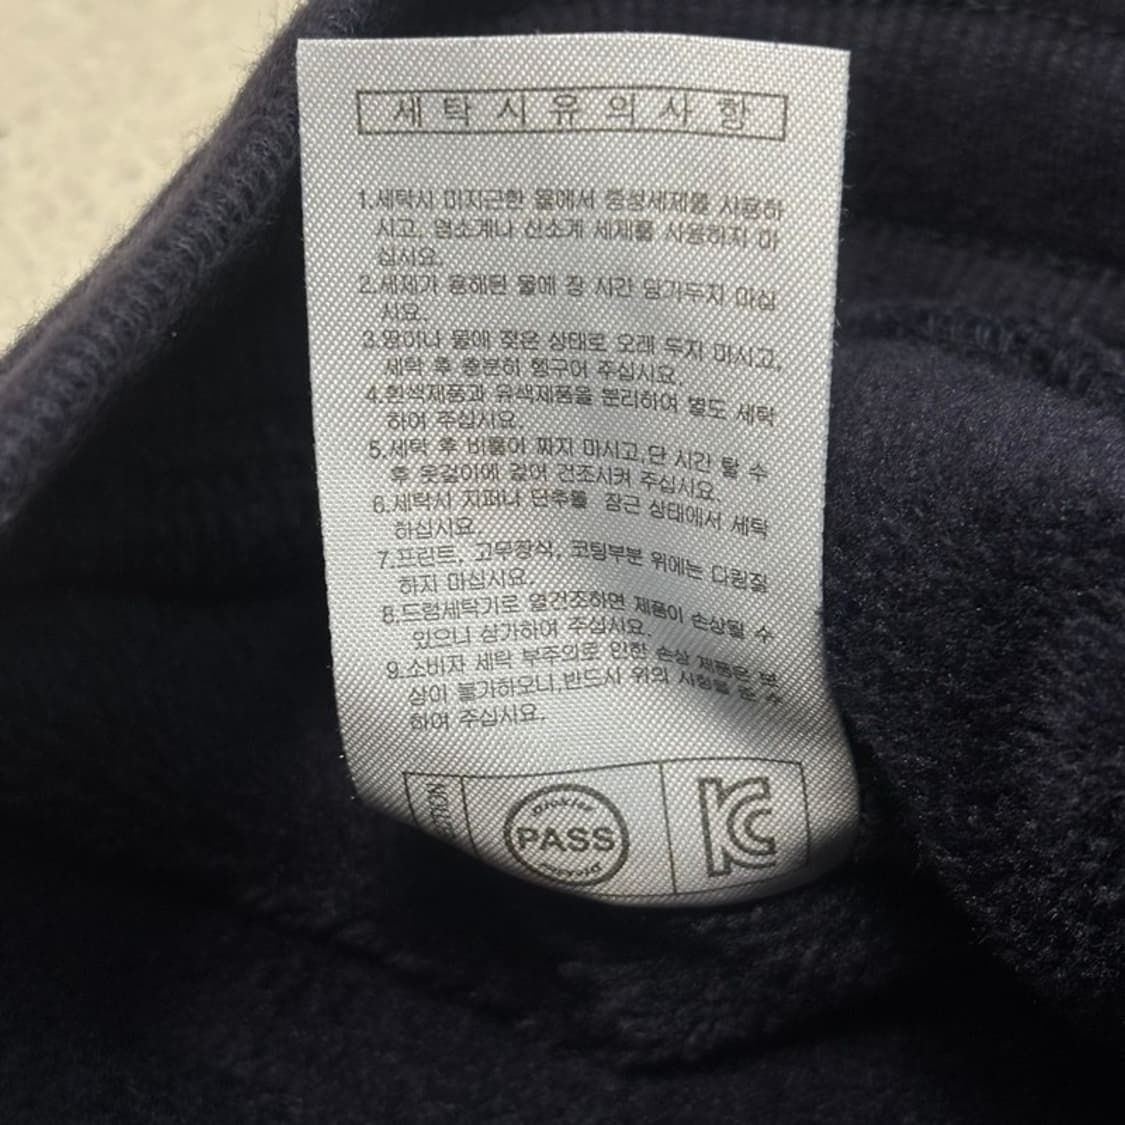 세탁시유의사항
1.세탁시 미지근한 물에서 중성세제를 사용하
시고, 염소계나 산소계 세제를 사용하지 마
십시요.
2.세제가 용해된 물에 장 시간 담가두지 마십
시요.
3.땀이나 물에 젖은 상태로 오래 두지 마시고,
세탁 후 충분히 헹구어 주십시요.
4.흰색제품과 유색제품을 분리하여 별도 세탁
하여 주십시요.
5.세탁 후 비틀어 짜지 마시고,단 시간 탈 수
후 옷걸이에 걸어 건조시켜 주십시요.
6.세탁시 지퍼나 단추를 잠근 상태에서 세탁
하십시요.
7.프린트, 고무장식, 코팅부분 위에는 다림질
하지 마십시요.
8.드럼세탁기로 열건조하면 제품이 손상될 수
있으니 삼가하여 주십시요.
9.소비자 세탁 부주의로 인한 손상 제품은 보
상이 불가하오니,반드시 위의 사항을 준 수
하여 주십시요.
PASS
KC